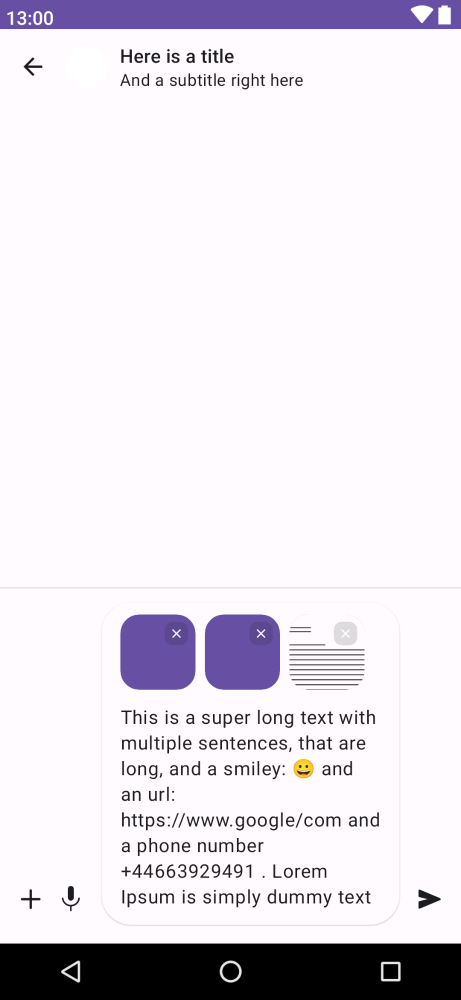 13:00
Here is a title
And a subtitle right here
This is a super long text with
multiple sentences, that are
long, and a smiley: 😀 and
an url:
https://www.google/com and
a phone number
+44663929491 . Lorem
Ipsum is simply dummy text